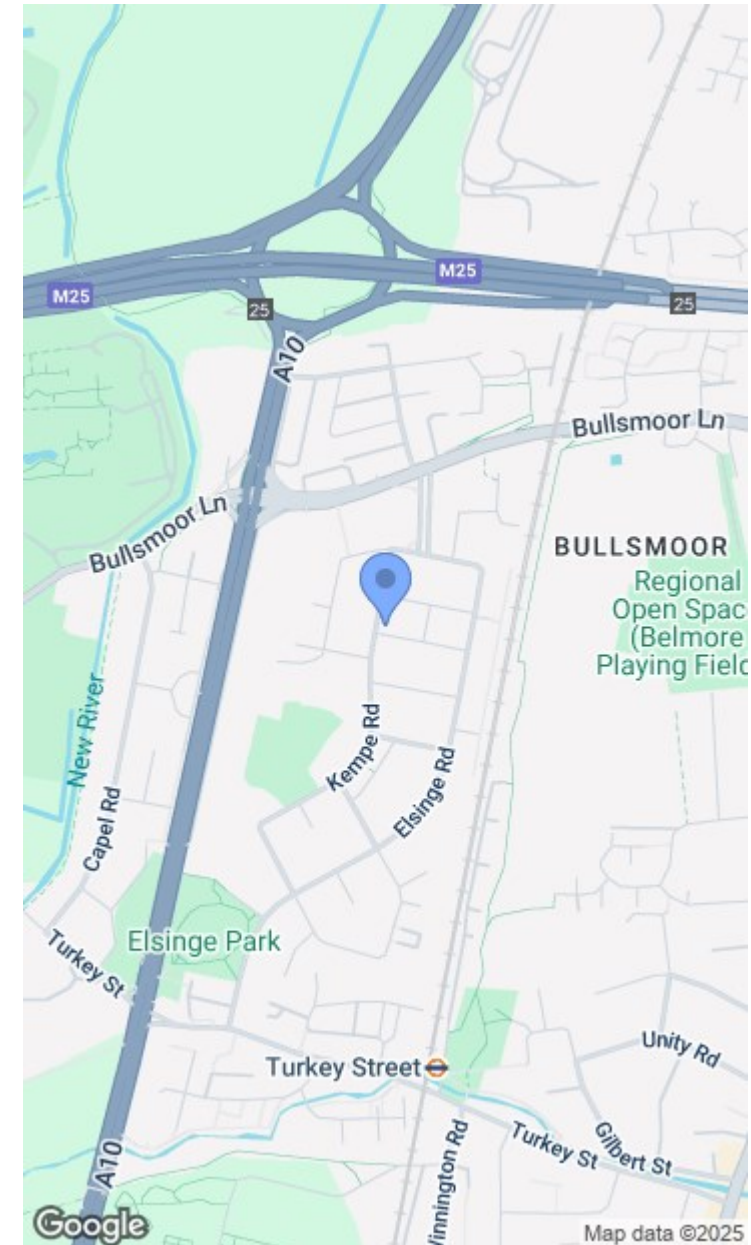 M25
M25
25
25
A10
Bullsmoor Ln
Bullsmoor Ln
BULLSMOOR
Regional
Open Spac
(Belmore
Playing Field
New River
Kempe Rd
Elsinge Rd
Capel Rd
Elsinge Park
Turkey St
Unity Rd
Turkey Street
Turkey St
Gilbert St
A10
innington Rd
Google
Map data ©2025